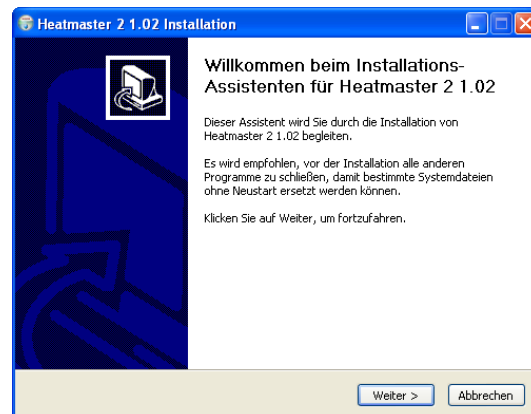 Heatmaster 2 1.02 Installation
Willkommen beim Installations-
Assistenten für Heatmaster 2 1.02
Dieser Assistent wird Sie durch die Installation von
Heatmaster 2 1.02 begleiten.
Es wird empfohlen, vor der Installation alle anderen
Programme zu schließen, damit bestimmte Systemdateien
ohne Neustart ersetzt werden können.
Klicken Sie auf Weiter, um fortzufahren.
Weiter >
Abbrechen